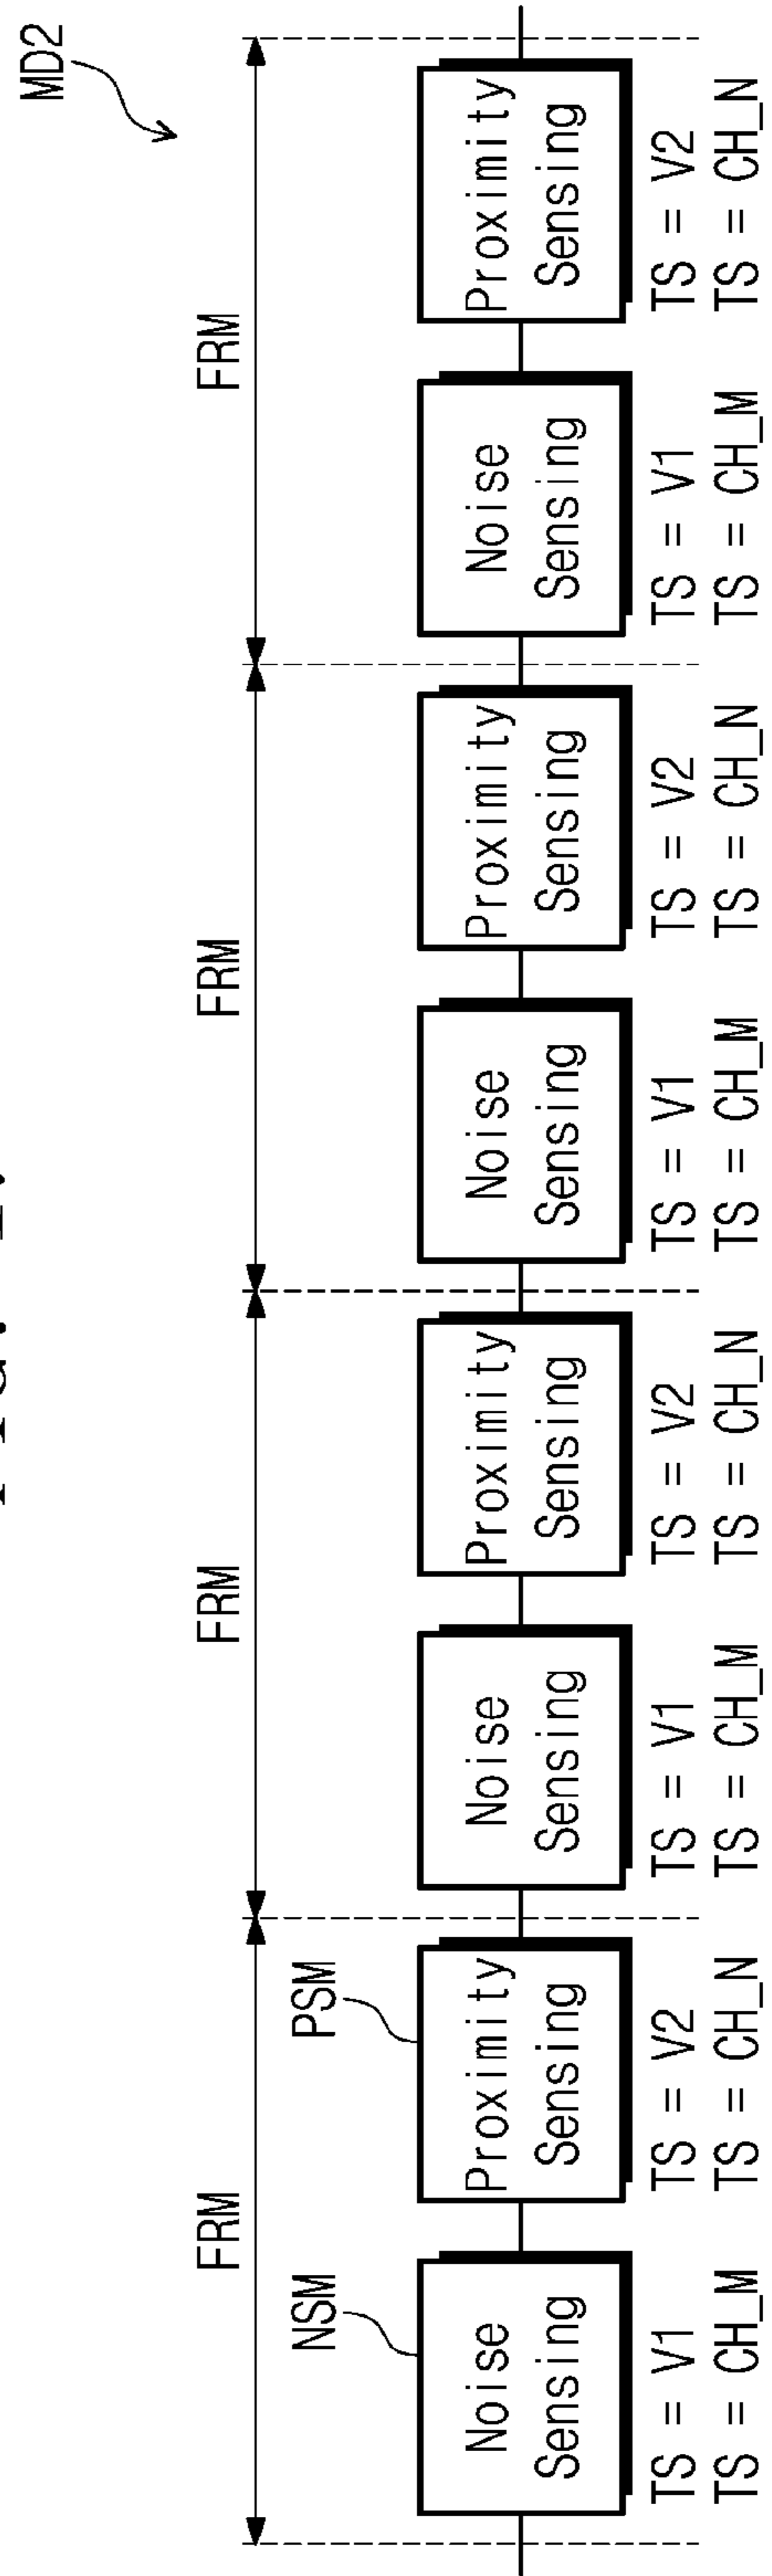 MD2
FRM
FRM
FRM
FRM
NSM
PSM
Noise
Sensing
Proximity
Sensing
Noise
Sensing
Proximity
Sensing
Noise
Sensing
Proximity
Sensing
Noise
Sensing
Proximity
Sensing
TS = V1
TS = CH_M
TS = V2
TS = CH_N
TS = V1
TS = CH_M
TS = V2
TS = CH_N
TS = V1
TS = CH_M
TS = V2
TS = CH_N
TS = V1
TS = CH_M
TS = V2
TS = CH_N